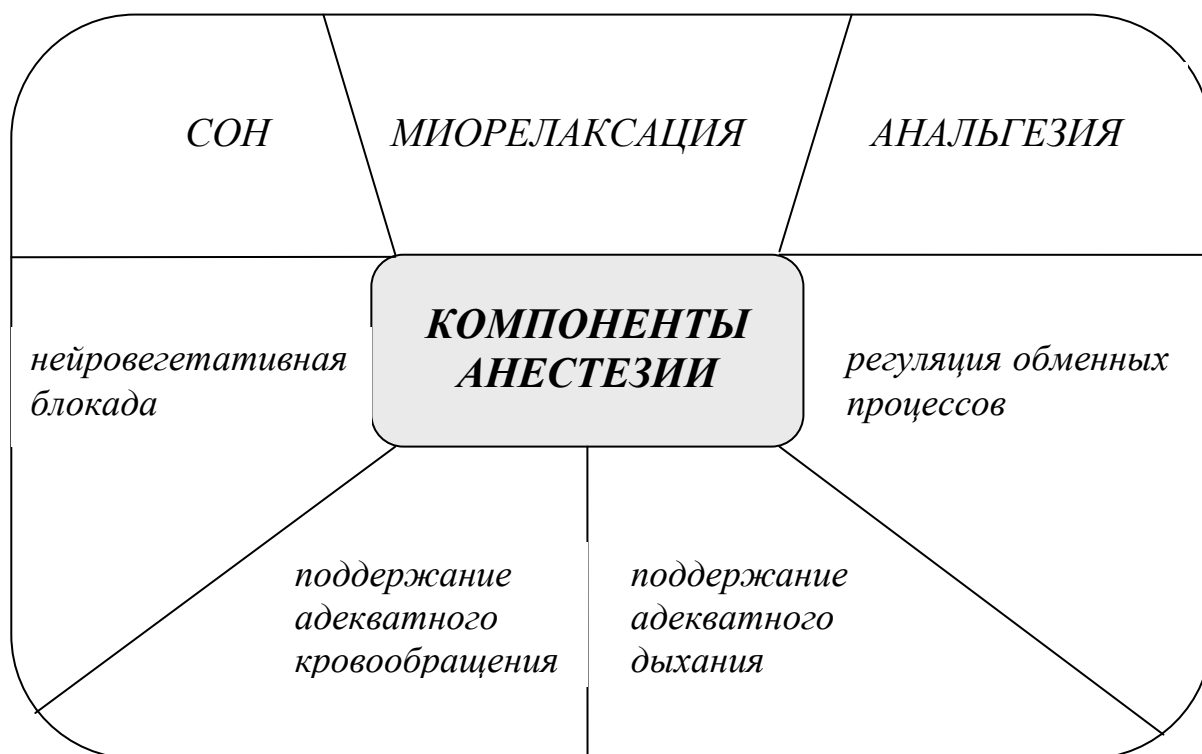 СОН
МИОРЕЛАКСАЦИЯ
АНАЛЬГЕЗИЯ
КОМПОНЕНТЫ
АНЕСТЕЗИИ
нейровегетативная
блокада
регуляция обменных
процессов
поддержание
адекватного
кровообращения
поддержание
адекватного
дыхания